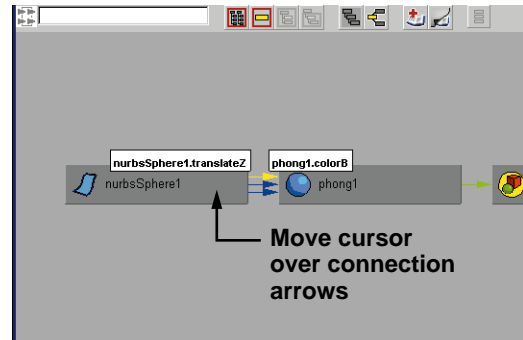 nurbsSphere1.translateZ phong1.colorB
nurbsSphere1 phong1
Move cursor
over connection
arrows